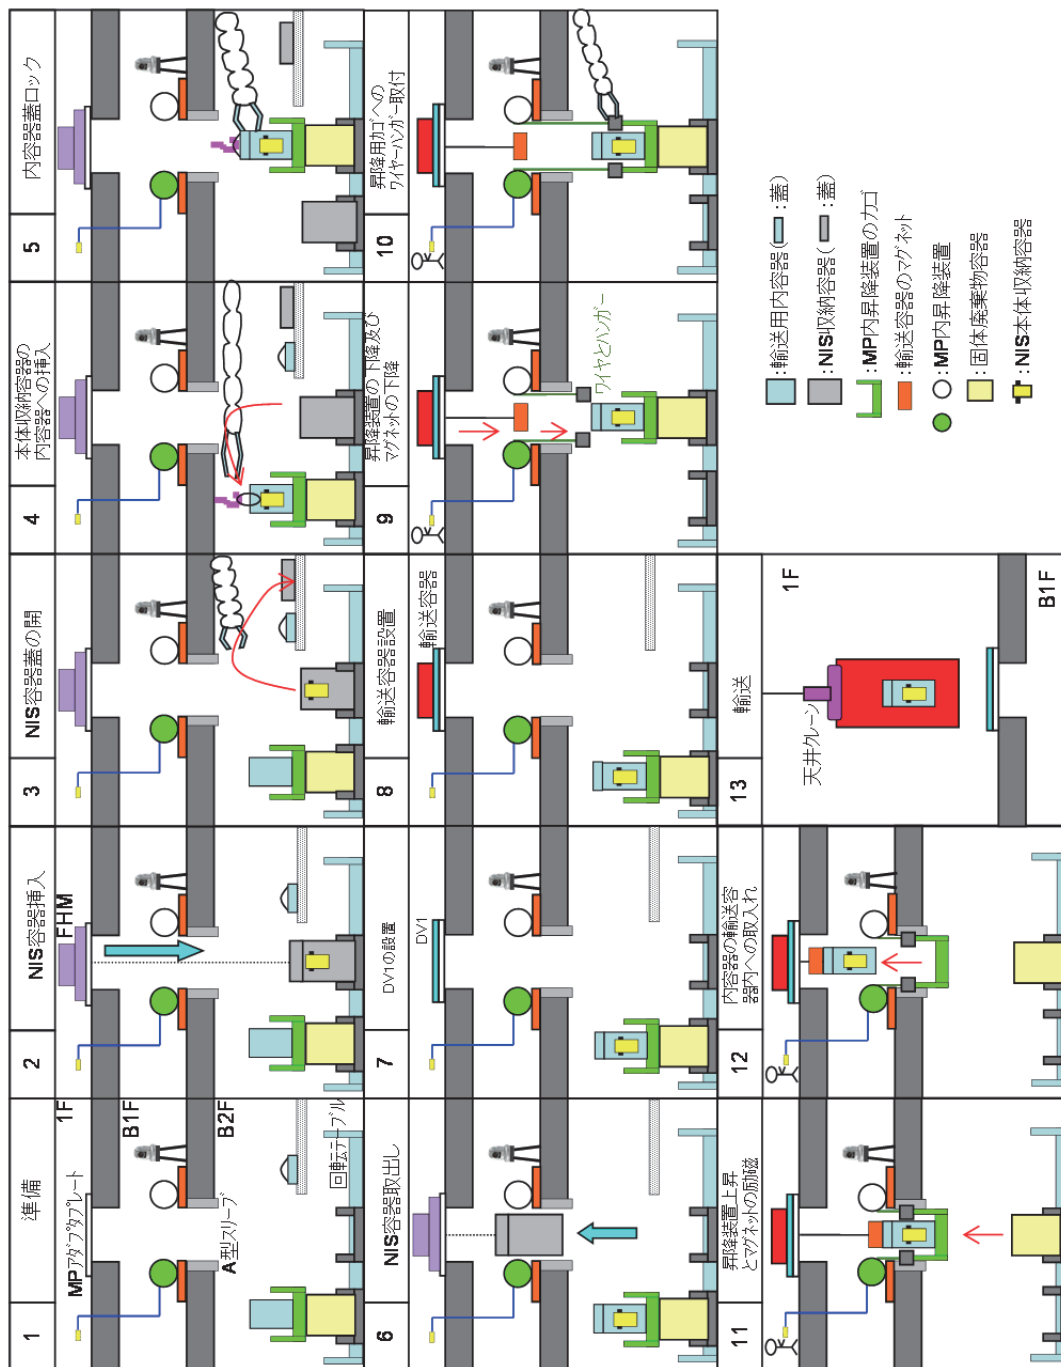 1
準備
MPアダプタプレート
1F
B1F
B2F
A型スリーブ
回転テーブル
2
NIS容器挿入
FHM
3
NIS容器蓋の開
4
本体収納容器の
内容器への挿入
5
内容器蓋ロック
6
NIS容器取出し
7
DV1の設置
DV1
8
輸送容器設置
輸送容器
9
昇降装置の下降及び
マグネットの下降
ワイヤとハンガー
10
昇降用カゴへの
ワイヤーハンガー取付
11
昇降装置上昇
とマグネットの励磁
12
内容器の輸送容
器内への取入れ
13
輸送
天井クレーン
1F
B1F
:輸送用内容器(　:蓋)
:NIS収納容器(　:蓋)
:MP内昇降装置のカゴ
:輸送容器のマグネット
:MP内昇降装置
:固体廃棄物容器
:NIS本体収納容器